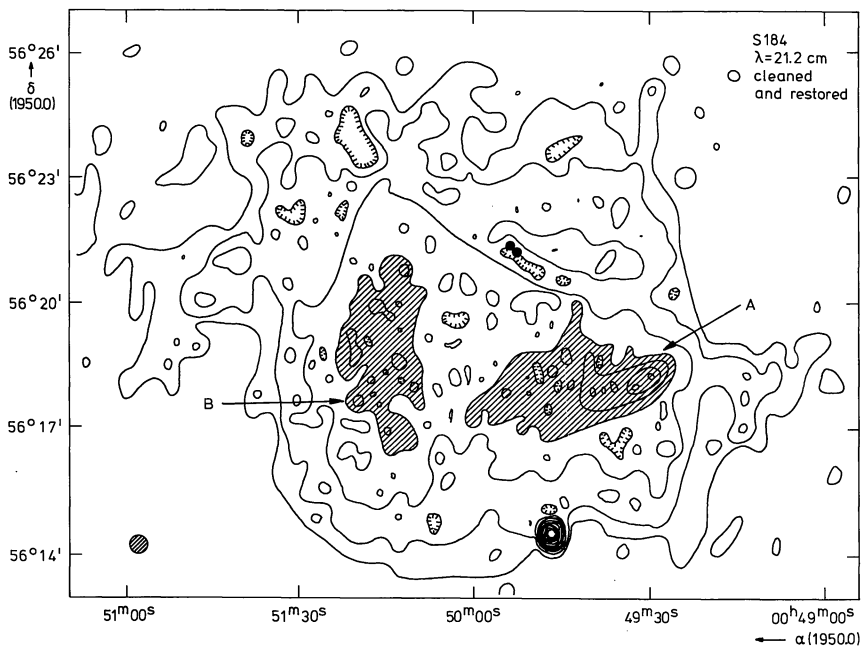 S184
λ=21.2 cm
cleaned
and restored
56°26'
↑
δ
(1950.0)
56°23'
56°20'
56°17'
56°14'
A
B
51ᵐ00ˢ
51ᵐ30ˢ
50ᵐ00ˢ
49ᵐ30ˢ
00ʰ49ᵐ00ˢ
← α(1950.0)